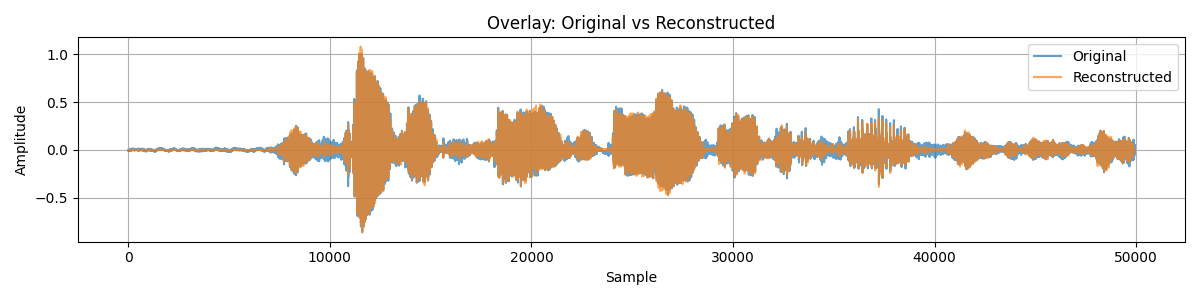 Overlay: Original vs Reconstructed
Original
Reconstructed
Amplitude
1.0
0.5
0.0
−0.5
0
10000
20000
30000
40000
50000
Sample